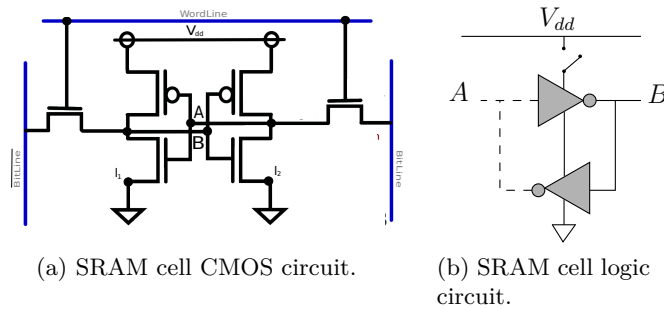 WordLine
Vdd
A
B
I1
I2
BitLine
BitLine
(a) SRAM cell CMOS circuit.
Vdd
A
B
(b) SRAM cell logic
circuit.